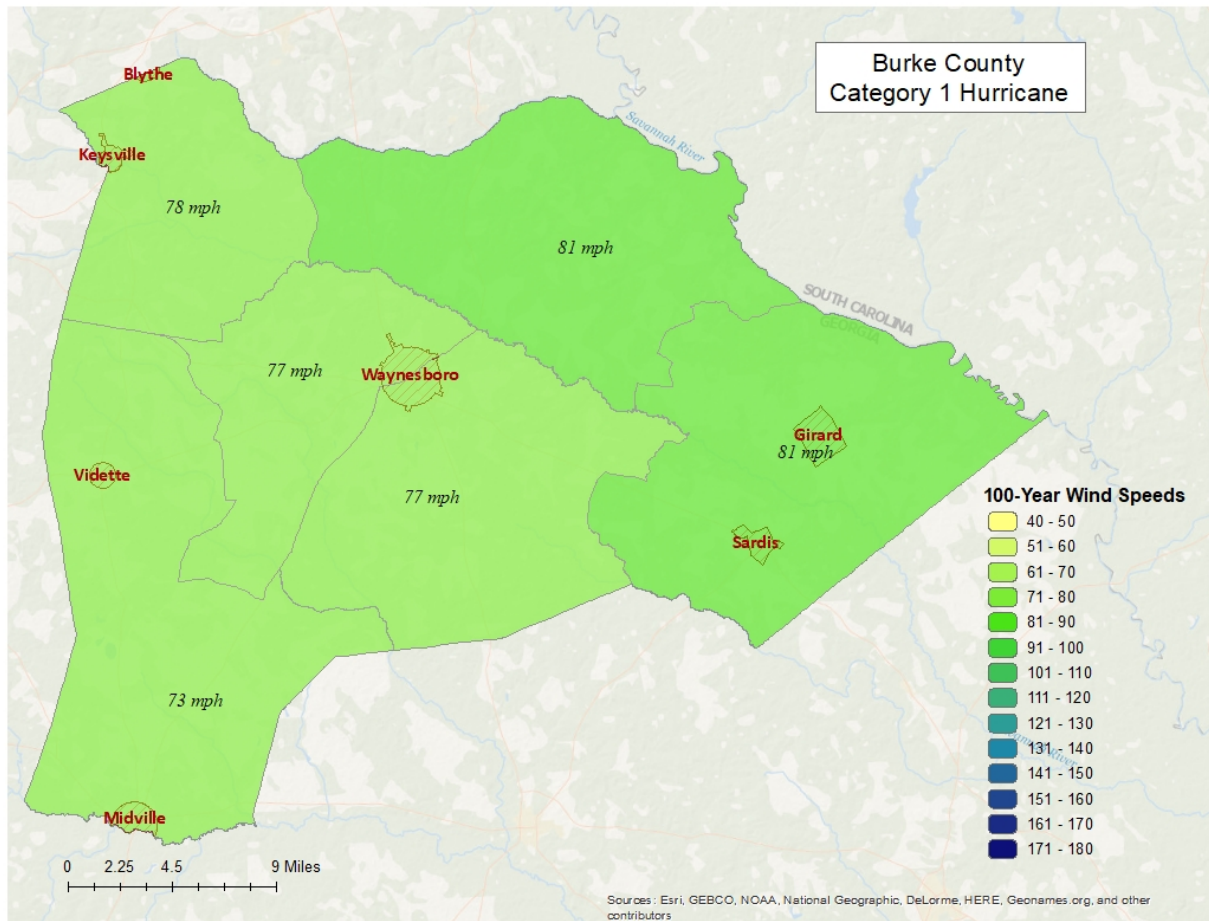 Burke County
Category 1 Hurricane
Blythe
Savannah River
Keysville
78 mph
81 mph
SOUTH CAROLINA
GEORGIA
77 mph
Waynesboro
Girard
81 mph
Vidette
77 mph
Sardis
73 mph
Midville
100-Year Wind Speeds
40 - 50
51 - 60
61 - 70
71 - 80
81 - 90
91 - 100
101 - 110
111 - 120
121 - 130
131 - 140
141 - 150
151 - 160
161 - 170
171 - 180
River
0 2.25 4.5 9 Miles
Sources: Esri, GEBCO, NOAA, National Geographic, DeLorme, HERE, Geonames.org, and other
contributors